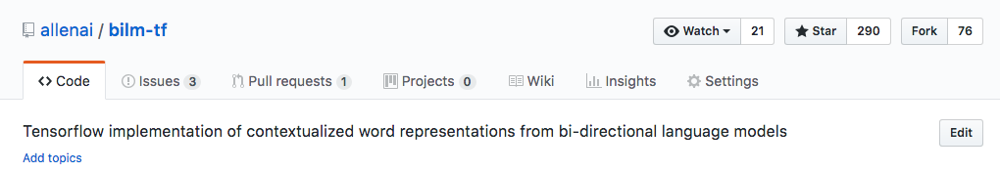 allenai / bilm-tf Watch 21 Star 290 Fork 76
Code Issues 3 Pull requests 1 Projects 0 Wiki Insights Settings
Tensorflow implementation of contextualized word representations from bi-directional language models Edit
Add topics